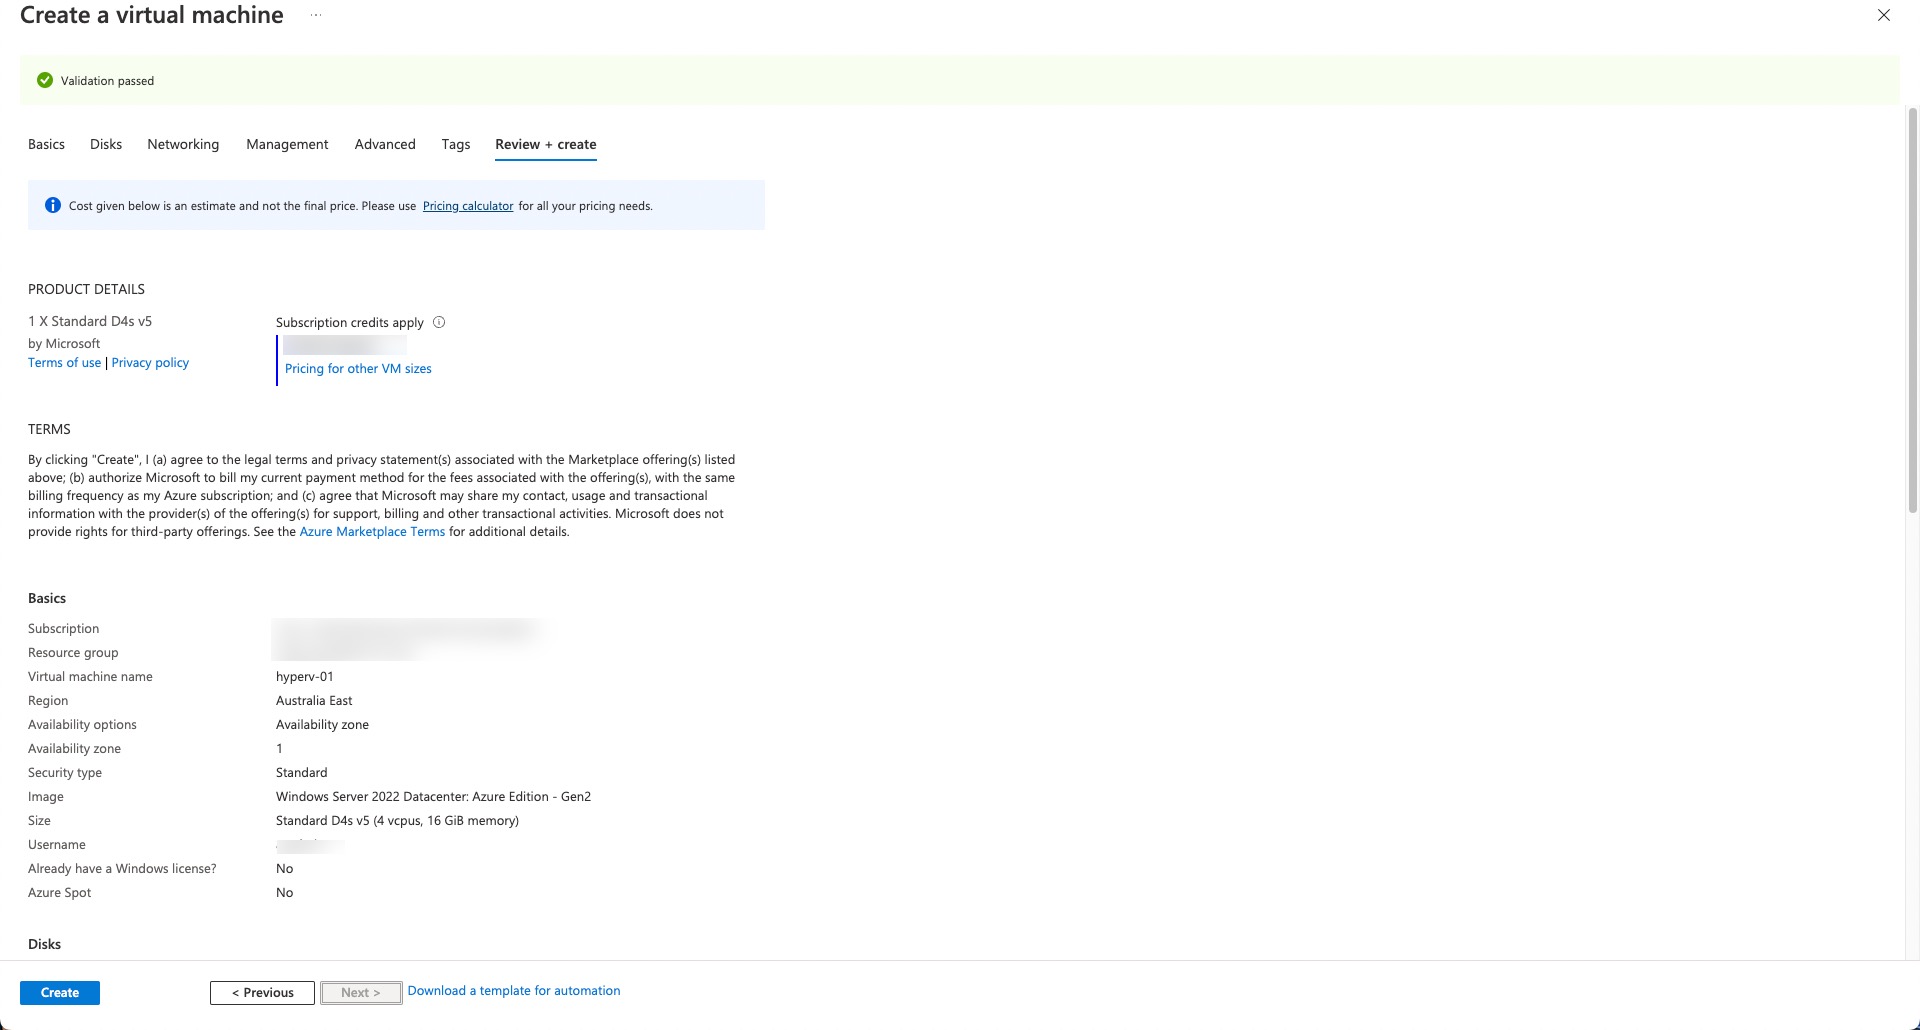 Create a virtual machine ...
Validation passed
Basics Disks Networking Management Advanced Tags Review + create
Cost given below is an estimate and not the final price. Please use Pricing calculator for all your pricing needs.
PRODUCT DETAILS
1 X Standard D4s v5
by Microsoft
Terms of use | Privacy policy
Subscription credits apply
Pricing for other VM sizes
TERMS
By clicking "Create", I (a) agree to the legal terms and privacy statement(s) associated with the Marketplace offering(s) listed
above; (b) authorize Microsoft to bill my current payment method for the fees associated with the offering(s), with the same
billing frequency as my Azure subscription; and (c) agree that Microsoft may share my contact, usage and transactional
information with the provider(s) of the offering(s) for support, billing and other transactional activities. Microsoft does not
provide rights for third-party offerings. See the Azure Marketplace Terms for additional details.
Basics
Subscription
Resource group
Virtual machine name hyperv-01
Region Australia East
Availability options Availability zone
Availability zone 1
Security type Standard
Image Windows Server 2022 Datacenter: Azure Edition - Gen2
Size Standard D4s v5 (4 vcpus, 16 GiB memory)
Username
Already have a Windows license? No
Azure Spot No
Disks
Create < Previous Next > Download a template for automation